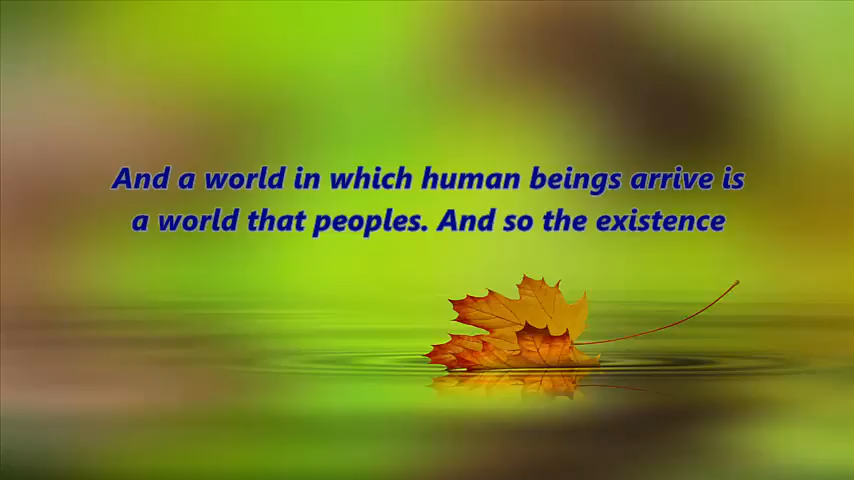 And a world in which human beings arrive is
a world that peoples. And so the existence